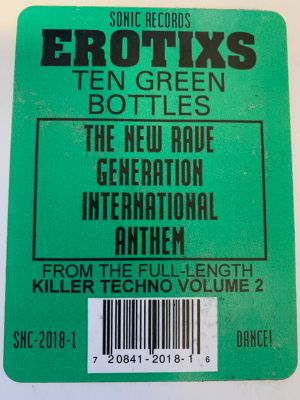 SONIC RECORDS
EROTIXS
TEN GREEN
BOTTLES
THE NEW RAVE
GENERATION
INTERNATIONAL
ANTHEM
FROM THE FULL-LENGTH
KILLER TECHNO VOLUME 2
SNC-2018-1
7 20841-2018-1 6
DANCE!